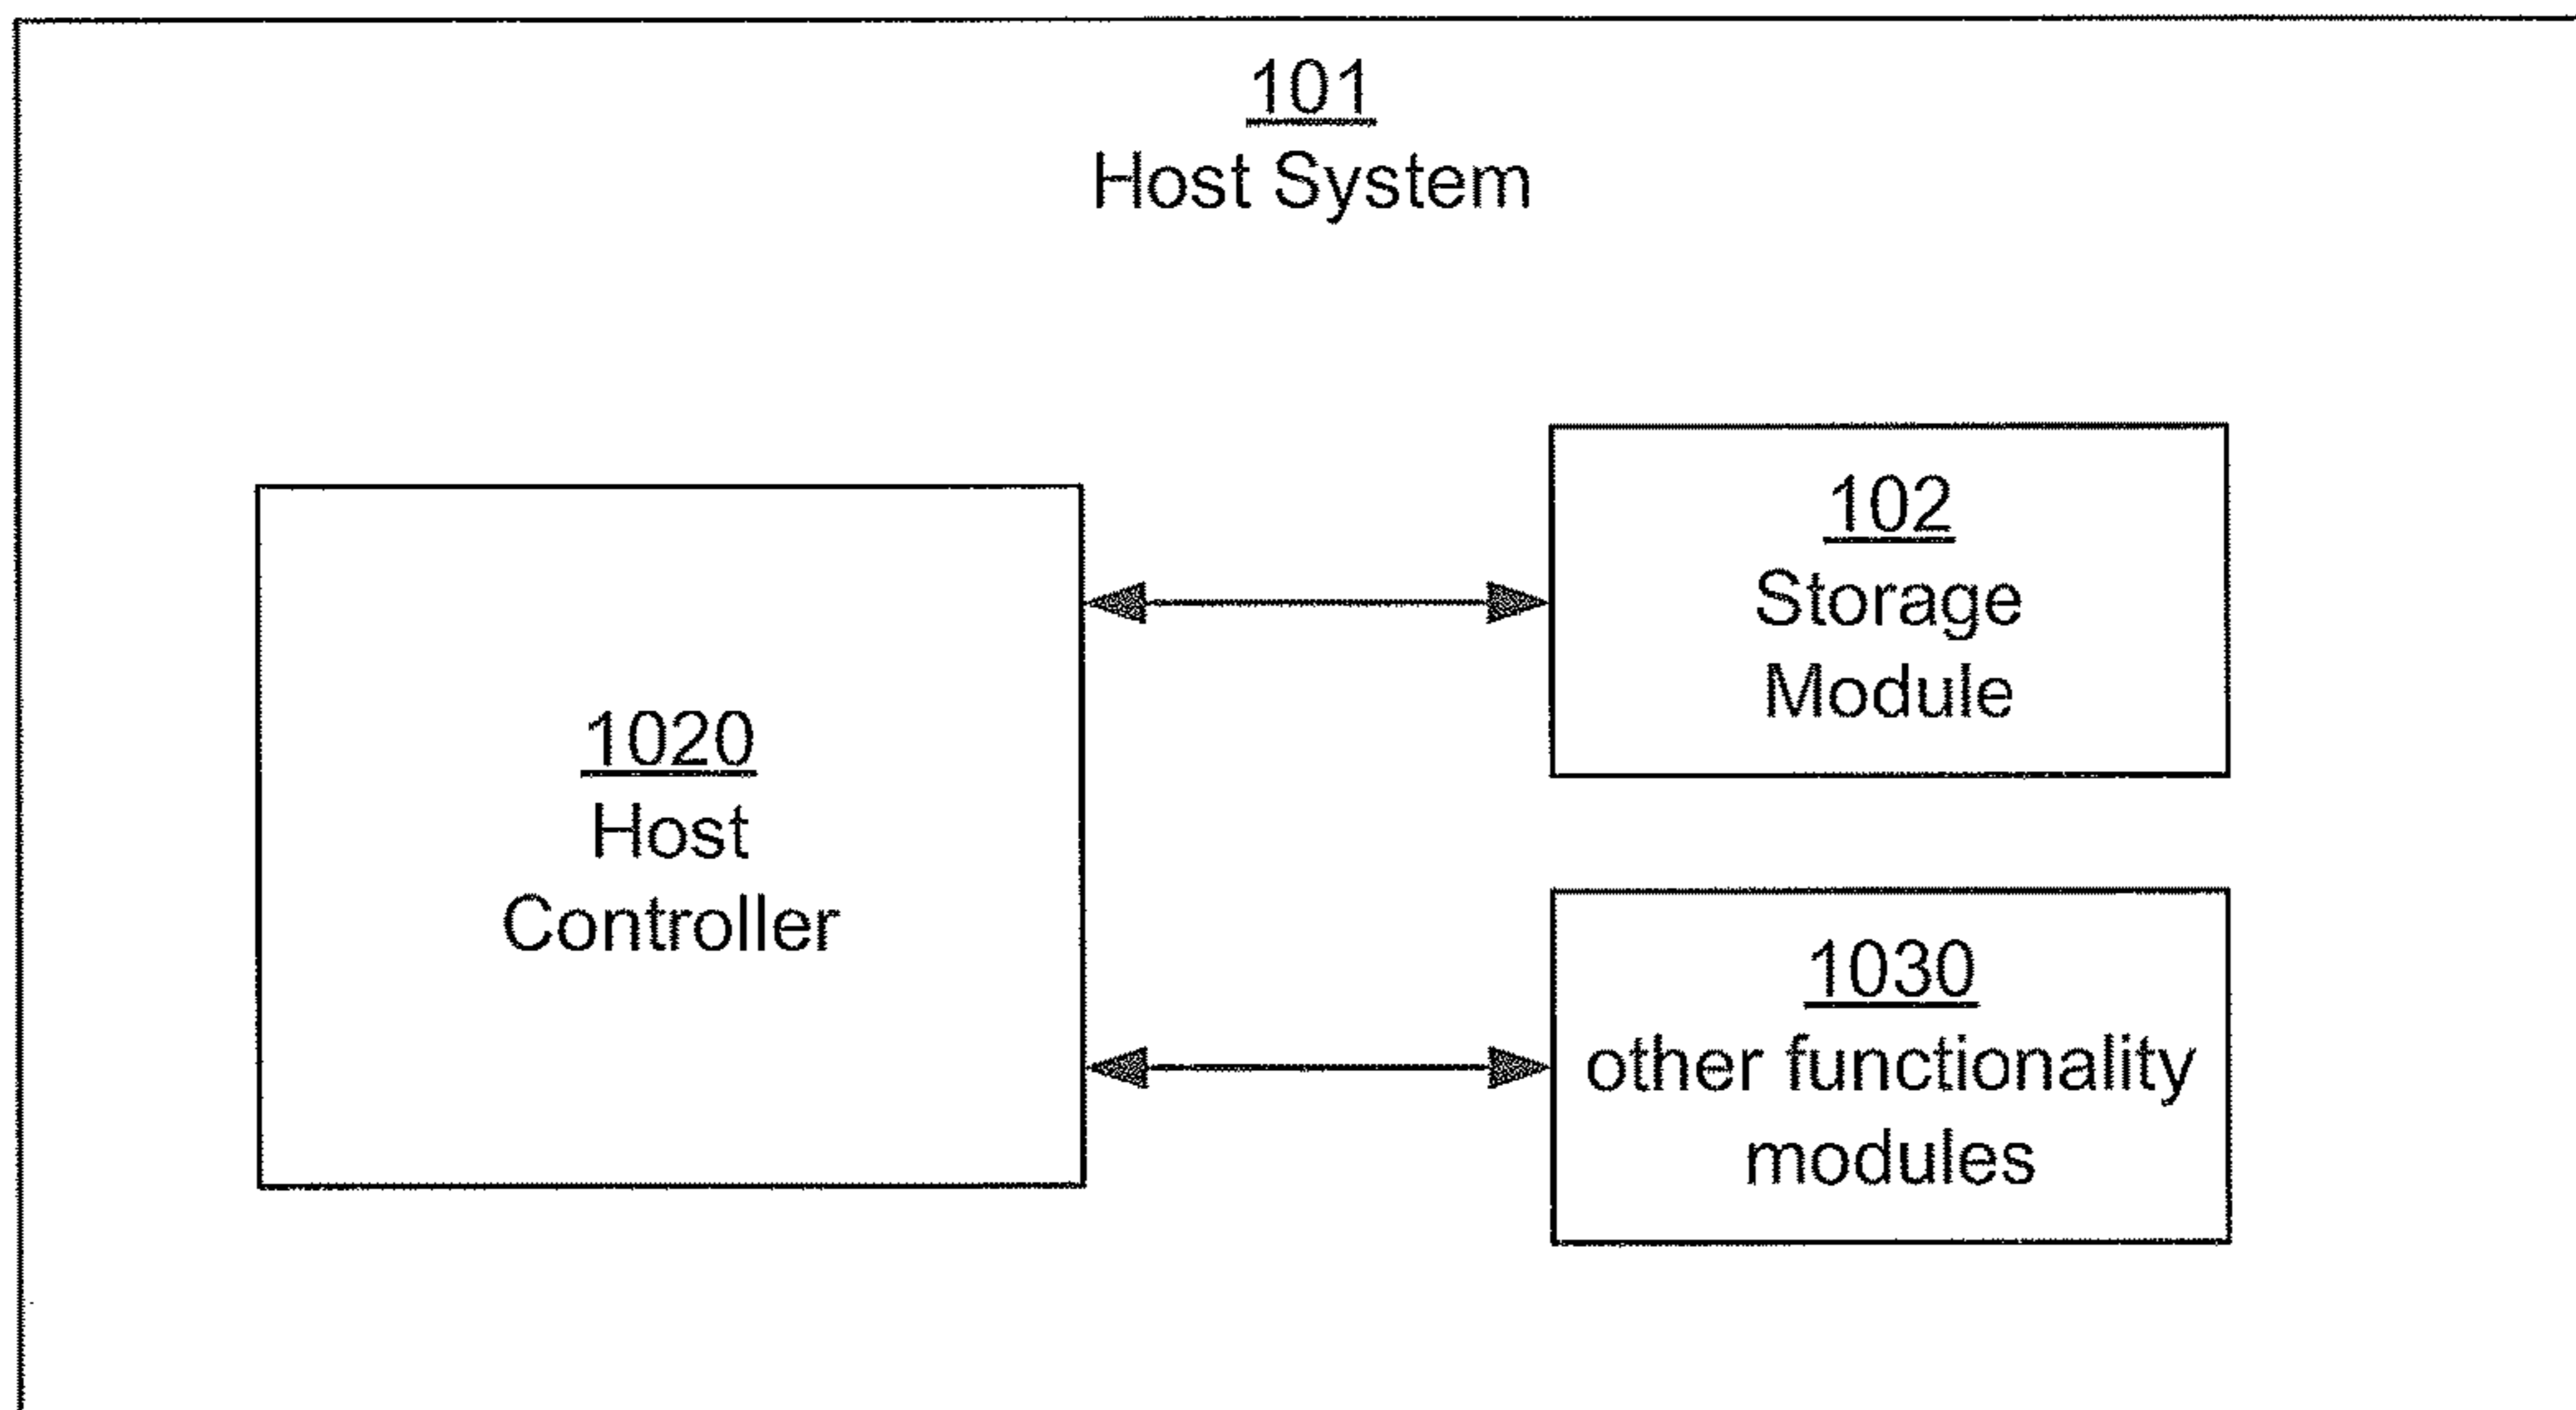 101
Host System
1020
Host
Controller
102
Storage
Module
1030
other functionality
modules